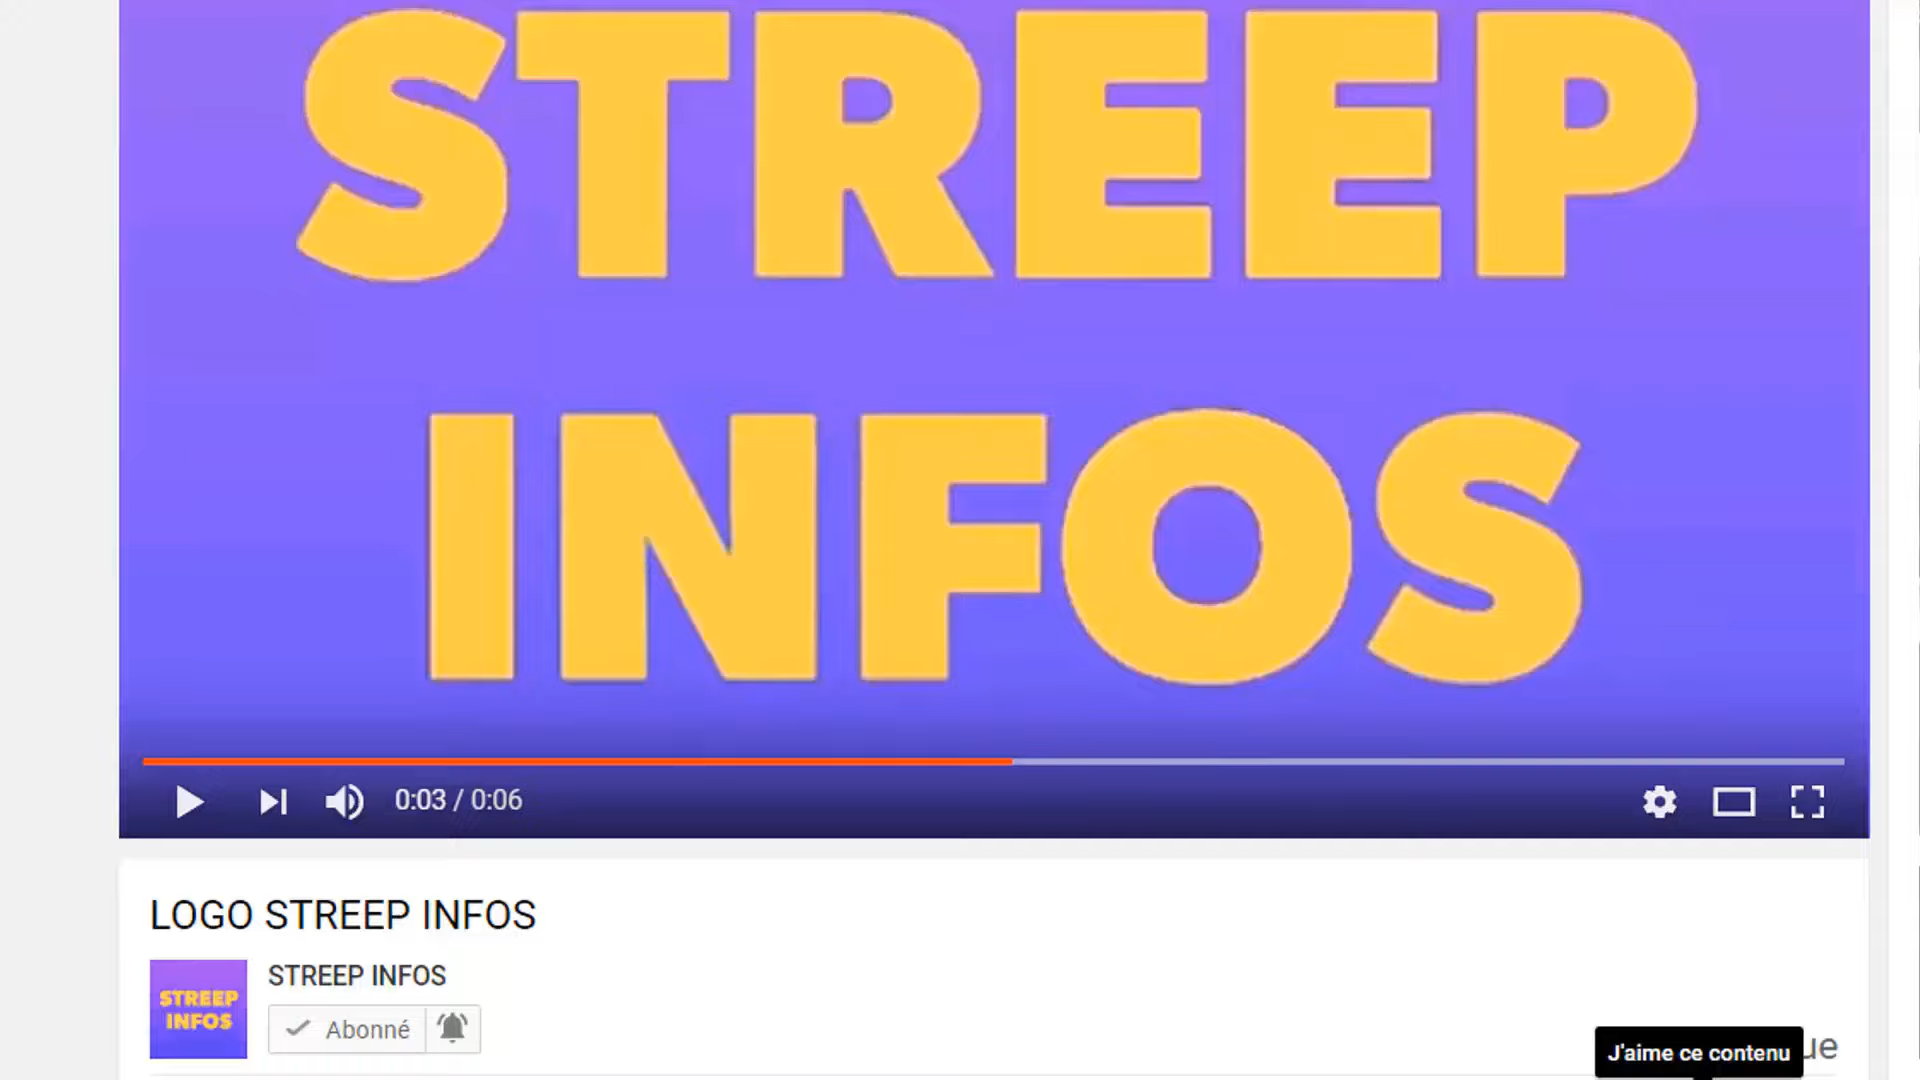 STREEP
INFOS
0:03 / 0:06
LOGO STREEP INFOS
STREEP INFOS
STREEP
INFOS
Abonné
J'aime ce contenu